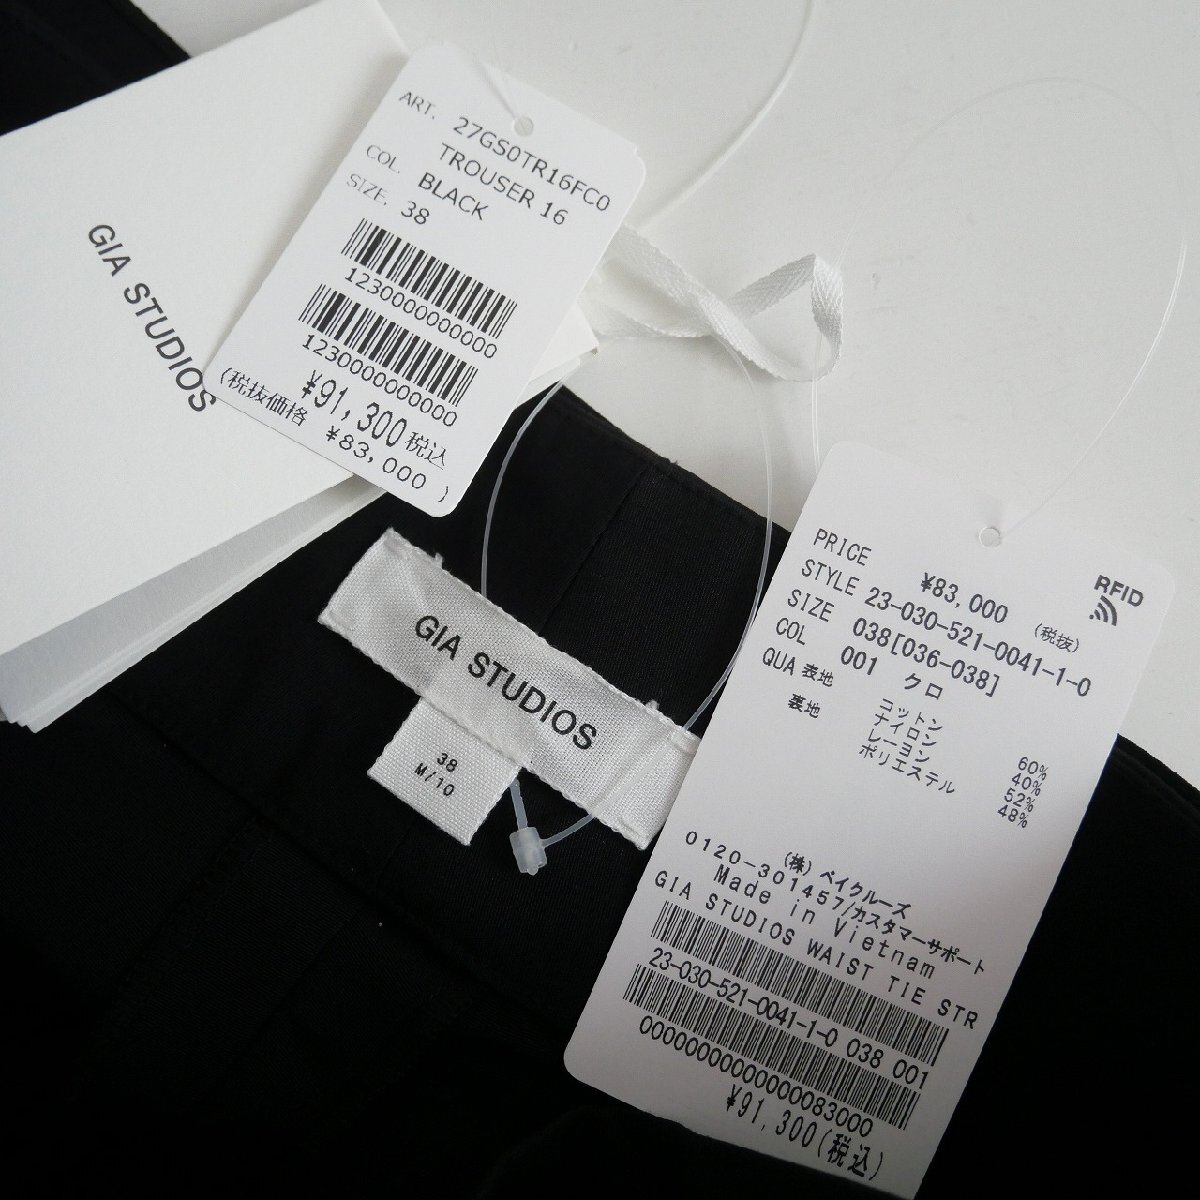 GIA STUDIOS
ART. 27GS0TR16FC0
TROUSER 16
COL. BLACK
SIZE. 38
1230000000000
1230000000000
¥91,300税込
(税抜価格 ¥83,000 )
GIA STUDIOS
38
M/10
RFID
PRICE ¥83,000 (税抜)
STYLE 23-030-521-0041-1-0
SIZE 038[036-038]
COL 001 クロ
QUA 表地 コットン 60%
ナイロン 40%
裏地 レーヨン 52%
ポリエステル 48%
(株) ベイクルーズ
0120-301457/カスタマーサポート
Made in Vietnam
GIA STUDIOS WAIST TIE STR
23-030-521-0041-1-0 038 001
0000000000000083000
¥91,300(税込)